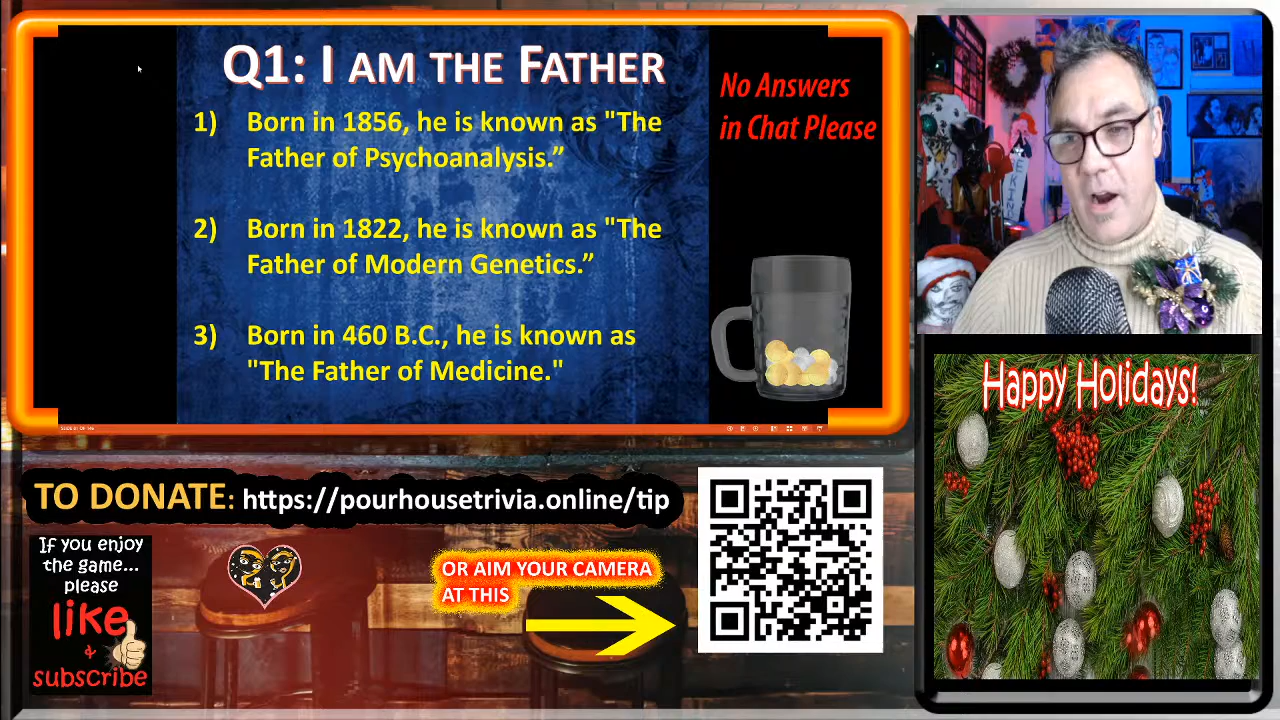 Q1: I AM THE FATHER
1) Born in 1856, he is known as "The
Father of Psychoanalysis.”
2) Born in 1822, he is known as "The
Father of Modern Genetics.”
3) Born in 460 B.C., he is known as
"The Father of Medicine."
No Answers
in Chat Please
Happy Holidays!
TO DONATE: https://pourhousetrivia.online/tip
If you enjoy
the game...
please
like
+
subscribe
OR AIM YOUR CAMERA
AT THIS